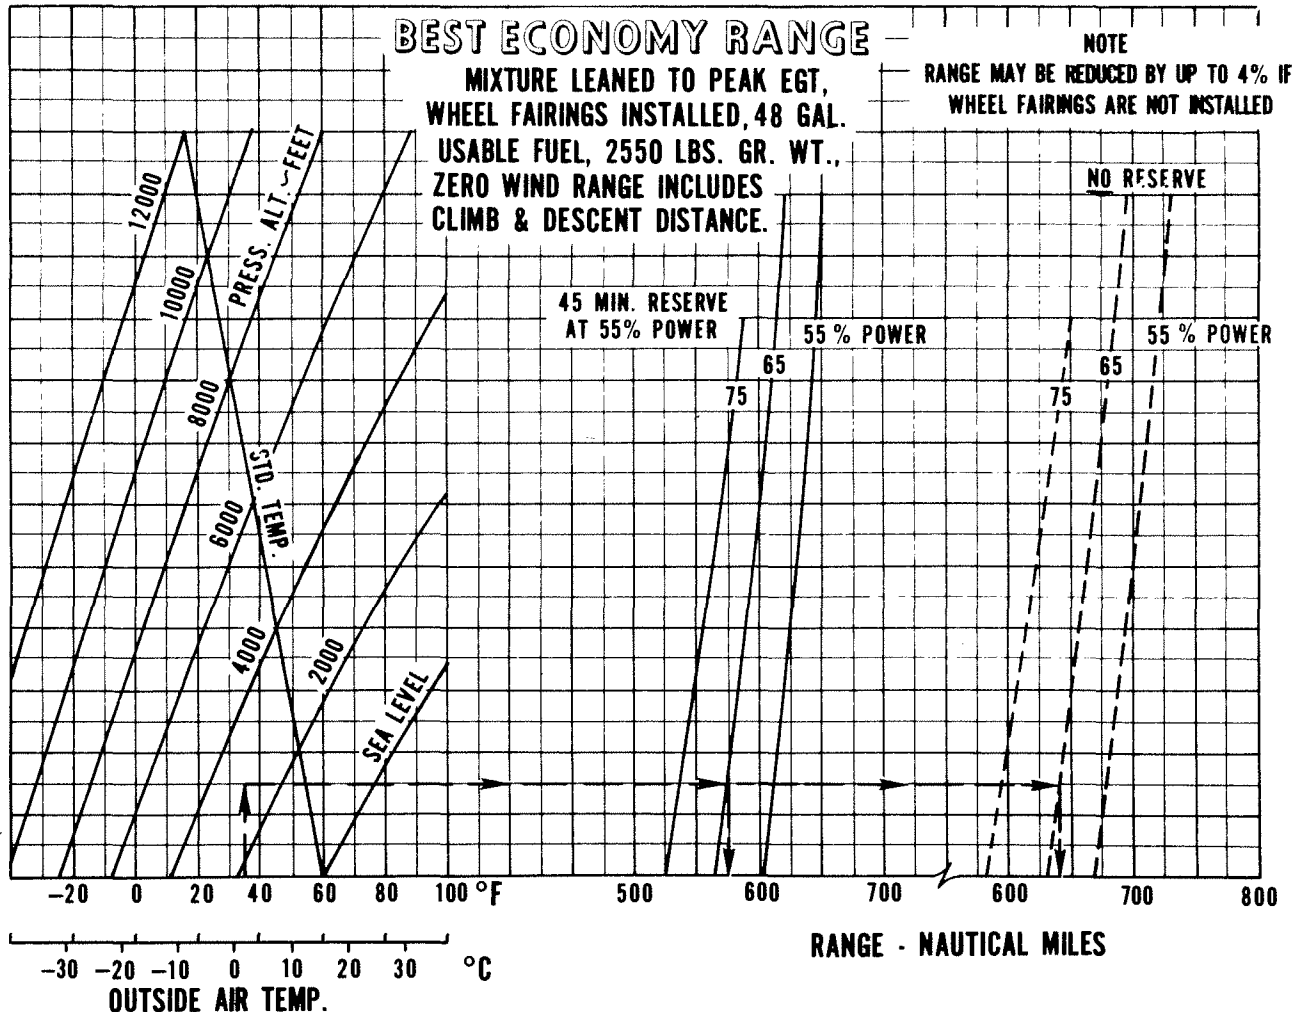 BEST ECONOMY RANGE
MIXTURE LEANED TO PEAK EGT,
WHEEL FAIRINGS INSTALLED, 48 GAL.
USABLE FUEL, 2550 LBS. GR. WT.,
ZERO WIND RANGE INCLUDES
CLIMB & DESCENT DISTANCE.
NOTE
RANGE MAY BE REDUCED BY UP TO 4% IF
WHEEL FAIRINGS ARE NOT INSTALLED
NO RESERVE
45 MIN. RESERVE
AT 55% POWER
55 % POWER
65
75
55 % POWER
65
75
PRESS. ALT. ~ FEET
12000
10000
8000
6000
4000
2000
SEA LEVEL
STD. TEMP.
-20 0 20 40 60 80 100 °F
500 600 700 600 700 800
-30 -20 -10 0 10 20 30 °C
OUTSIDE AIR TEMP.
RANGE - NAUTICAL MILES